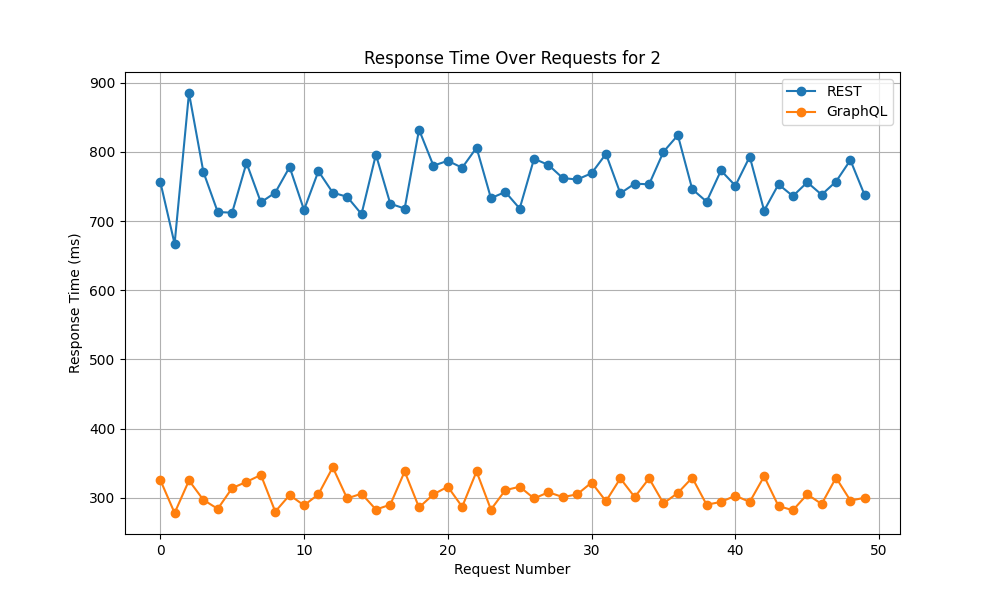 Response Time Over Requests for 2
REST
GraphQL
Response Time (ms)
900
800
700
600
500
400
300
0 10 20 30 40 50
Request Number